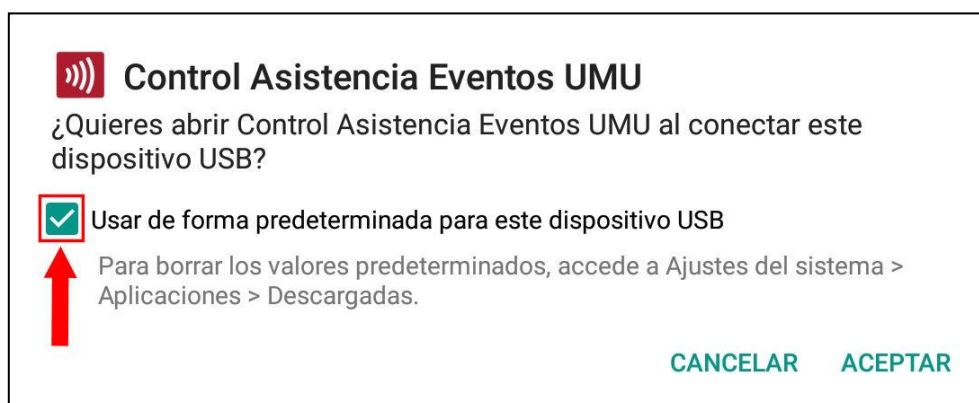 Control Asistencia Eventos UMU
¿Quieres abrir Control Asistencia Eventos UMU al conectar este
dispositivo USB?
Usar de forma predeterminada para este dispositivo USB
Para borrar los valores predeterminados, accede a Ajustes del sistema >
Aplicaciones > Descargadas.
CANCELAR ACEPTAR